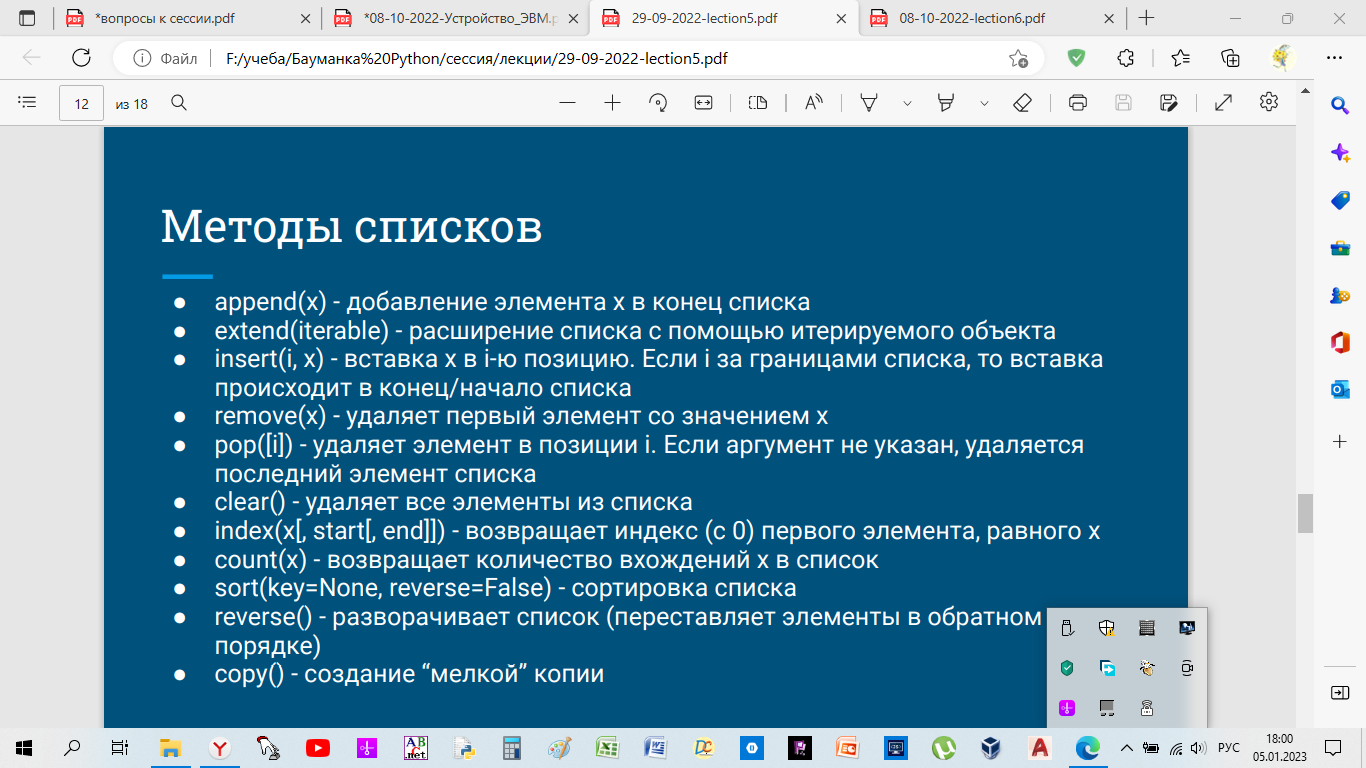 *вопросы к сессии.pdf
*08-10-2022-Устройство_ЭВМ.p
29-09-2022-lection5.pdf
08-10-2022-lection6.pdf
Файл
F:/учеба/Бауманка%20Python/сессия/лекции/29-09-2022-lection5.pdf
12
из 18
Методы списков
● append(x) - добавление элемента x в конец списка
● extend(iterable) - расширение списка с помощью итерируемого объекта
● insert(i, x) - вставка x в i-ю позицию. Если i за границами списка, то вставка
происходит в конец/начало списка
● remove(x) - удаляет первый элемент со значением x
● pop([i]) - удаляет элемент в позиции i. Если аргумент не указан, удаляется
последний элемент списка
● clear() - удаляет все элементы из списка
● index(x[, start[, end]]) - возвращает индекс (с 0) первого элемента, равного x
● count(x) - возвращает количество вхождений x в список
● sort(key=None, reverse=False) - сортировка списка
● reverse() - разворачивает список (переставляет элементы в обратном
порядке)
● copy() - создание “мелкой” копии
РУС
18:00
05.01.2023